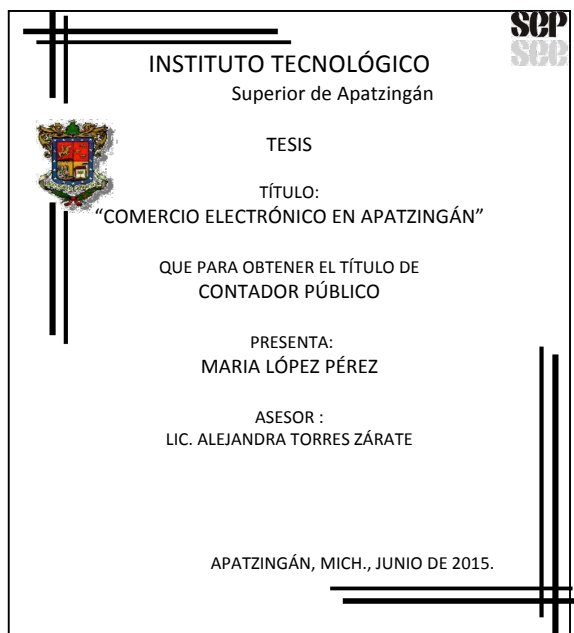 SEP
SEE
INSTITUTO TECNOLÓGICO
Superior de Apatzingán
TESIS
TÍTULO:
“COMERCIO ELECTRÓNICO EN APATZINGÁN”
QUE PARA OBTENER EL TÍTULO DE
CONTADOR PÚBLICO
PRESENTA:
MARIA LÓPEZ PÉREZ
ASESOR :
LIC. ALEJANDRA TORRES ZÁRATE
APATZINGÁN, MICH., JUNIO DE 2015.